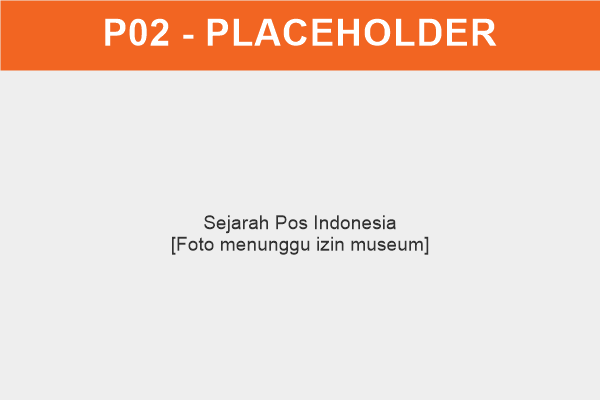 P02 - PLACEHOLDER
Sejarah Pos Indonesia
[Foto menunggu izin museum]